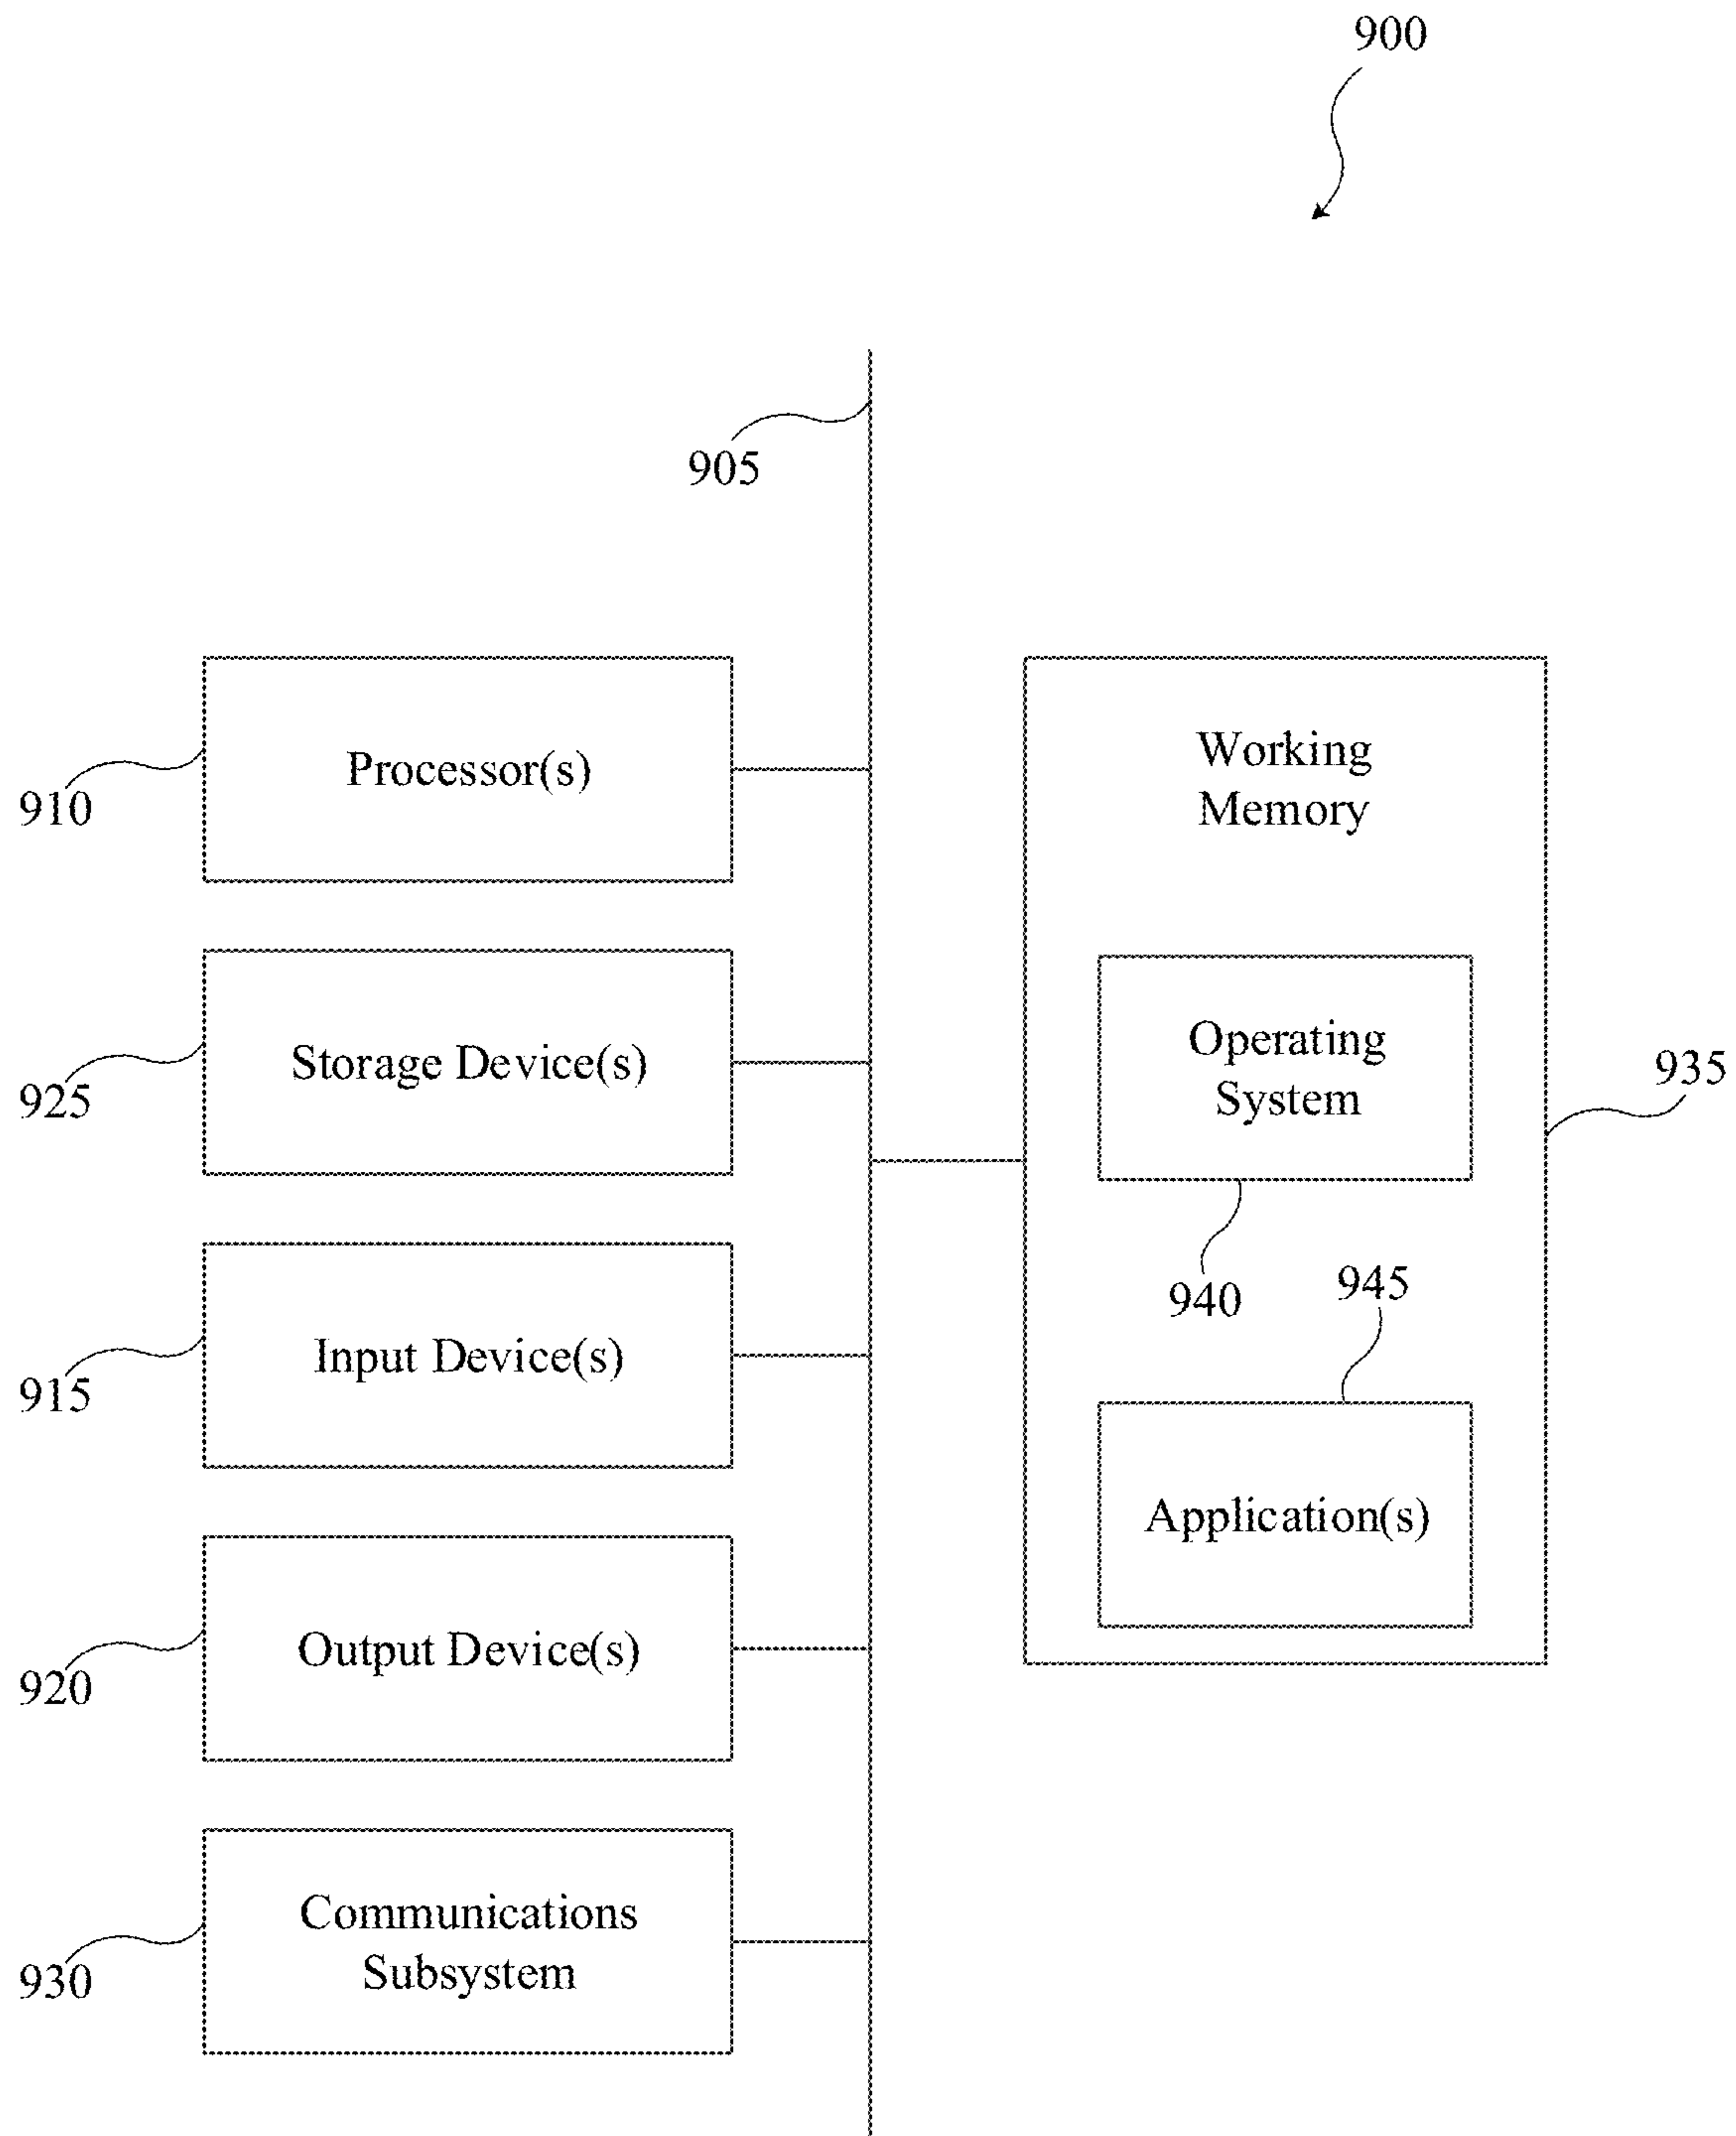 900
905
Processor(s)
910
Storage Device(s)
925
Input Device(s)
915
Output Device(s)
920
Communications
Subsystem
930
Working
Memory
Operating
System
935
940
945
Application(s)